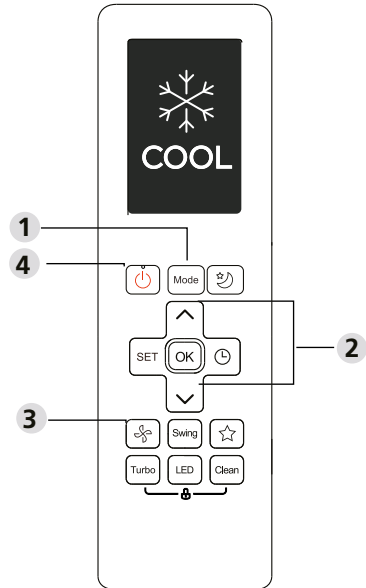 COOL
1
4
Mode
2
SET OK
3
Swing
Turbo LED Clean